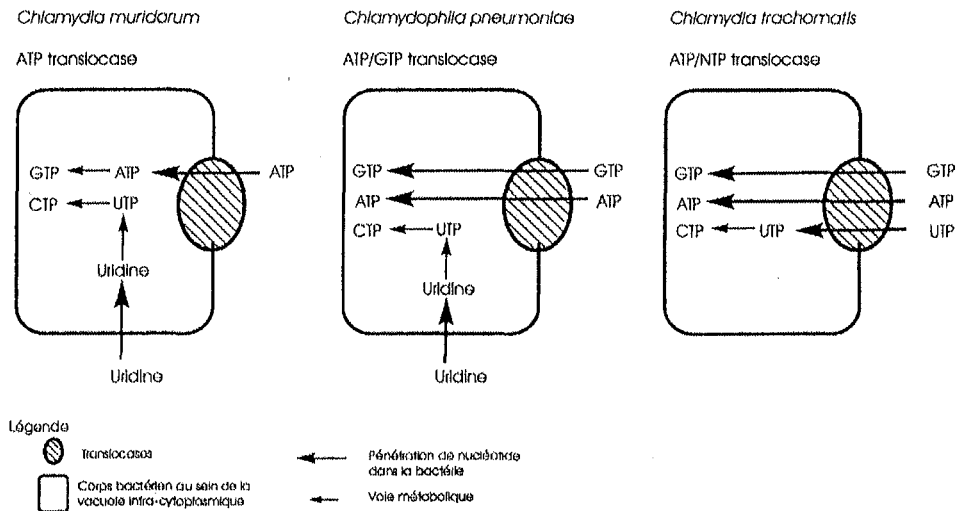 Chlamydia muridarum
Chlamydophila pneumoniae
Chlamydia trachomatis
ATP translocase
ATP/GTP translocase
ATP/NTP translocase
GTP
ATP
ATP
CTP
UTP
Uridine
Uridine
GTP
GTP
ATP
ATP
CTP
UTP
Uridine
Uridine
GTP
GTP
ATP
ATP
CTP
UTP
UTP
Légende
Translocases
Corps bactérien au sein de la
vacuole intra-cytoplasmique
Pénétration de nucléotide
dans la bactérie
Voie métabolique